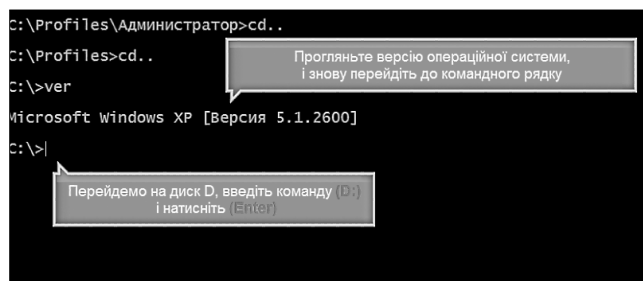 C:\Profiles\Администратор>cd..
C:\Profiles>cd..
Прогляньте версію операційної системи,
і знову перейдіть до командного рядку
C:\>ver
Microsoft Windows XP [Версия 5.1.2600]
C:\>
Перейдемо на диск D, введіть команду (D:)
і натисніть (Enter)